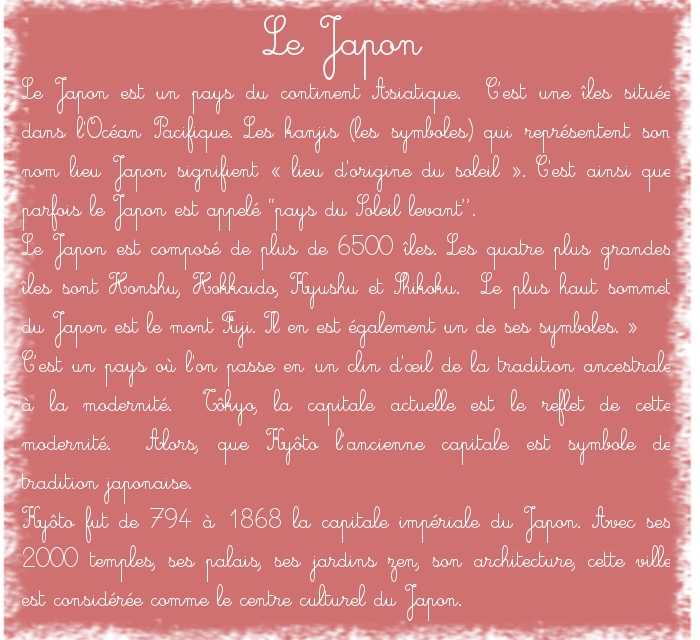 Le Japon
Le Japon est un pays du continent Asiatique. C'est une îles située
dans l'Océan Pacifique. Les kanjis (les symboles) qui représentent son
nom lieu Japon signifient « lieu d'origine du soleil ». C'est ainsi que
parfois le Japon est appelé “pays du Soleil levant’’.
Le Japon est composé de plus de 6500 îles. Les quatre plus grandes
îles sont Honshu, Hokkaido, Kyushu et Shikoku. Le plus haut sommet
du Japon est le mont Fuji. Il en est également un de ses symboles. »
C'est un pays où l'on passe en un clin d'œil de la tradition ancestrale
à la modernité. Tôkyo, la capitale actuelle est le reflet de cette
modernité. Alors, que Kyôto l'ancienne capitale est symbole de
tradition japonaise.
Kyôto fut de 794 à 1868 la capitale impériale du Japon. Avec ses
2000 temples, ses palais, ses jardins zen, son architecture, cette ville
est considérée comme le centre culturel du Japon.